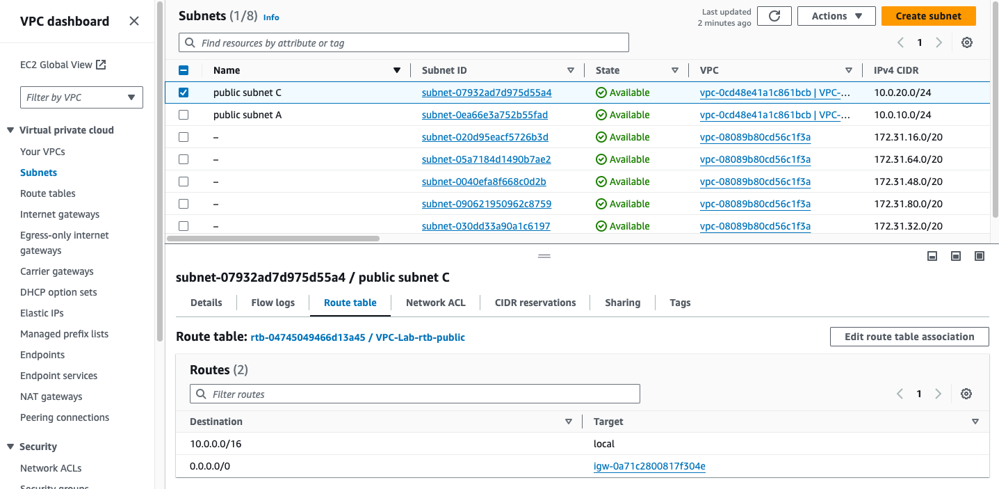 VPC dashboard
EC2 Global View
Filter by VPC
Virtual private cloud
Your VPCs
Subnets
Route tables
Internet gateways
Egress-only internet
gateways
Carrier gateways
DHCP option sets
Elastic IPs
Managed prefix lists
Endpoints
Endpoint services
NAT gateways
Peering connections
Security
Network ACLs
Security groups
Subnets (1/8) Info
Last updated
2 minutes ago
Actions
Create subnet
Find resources by attribute or tag
1
Name Subnet ID State VPC IPv4 CIDR
public subnet C subnet-07932ad7d975d55a4 Available vpc-0cd48e41a1c861bcb | VPC-... 10.0.20.0/24
public subnet A subnet-0ea66e3a752b55fad Available vpc-0cd48e41a1c861bcb | VPC-... 10.0.10.0/24
– subnet-020d95eacf5726b3d Available vpc-08089b80cd56c1f3a 172.31.16.0/20
– subnet-05a7184d1490b7ae2 Available vpc-08089b80cd56c1f3a 172.31.64.0/20
– subnet-0040efa8f668c0d2b Available vpc-08089b80cd56c1f3a 172.31.48.0/20
– subnet-090621950962c8759 Available vpc-08089b80cd56c1f3a 172.31.80.0/20
– subnet-030dd33a90a1c6197 Available vpc-08089b80cd56c1f3a 172.31.32.0/20
subnet-07932ad7d975d55a4 / public subnet C
Details Flow logs Route table Network ACL CIDR reservations Sharing Tags
Route table: rtb-04745049466d13a45 / VPC-Lab-rtb-public
Edit route table association
Routes (2)
Filter routes
1
Destination Target
10.0.0.0/16 local
0.0.0.0/0 igw-0a71c2800817f304e